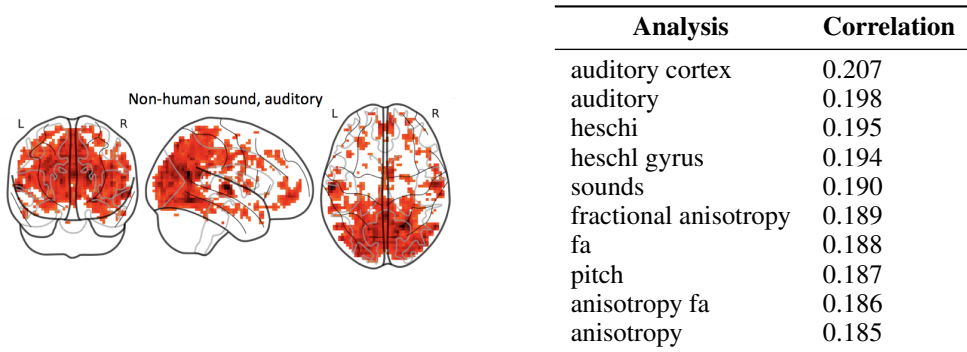 Non-human sound, auditory
L R L R
Analysis Correlation
auditory cortex 0.207
auditory 0.198
heschi 0.195
heschl gyrus 0.194
sounds 0.190
fractional anisotropy 0.189
fa 0.188
pitch 0.187
anisotropy fa 0.186
anisotropy 0.185